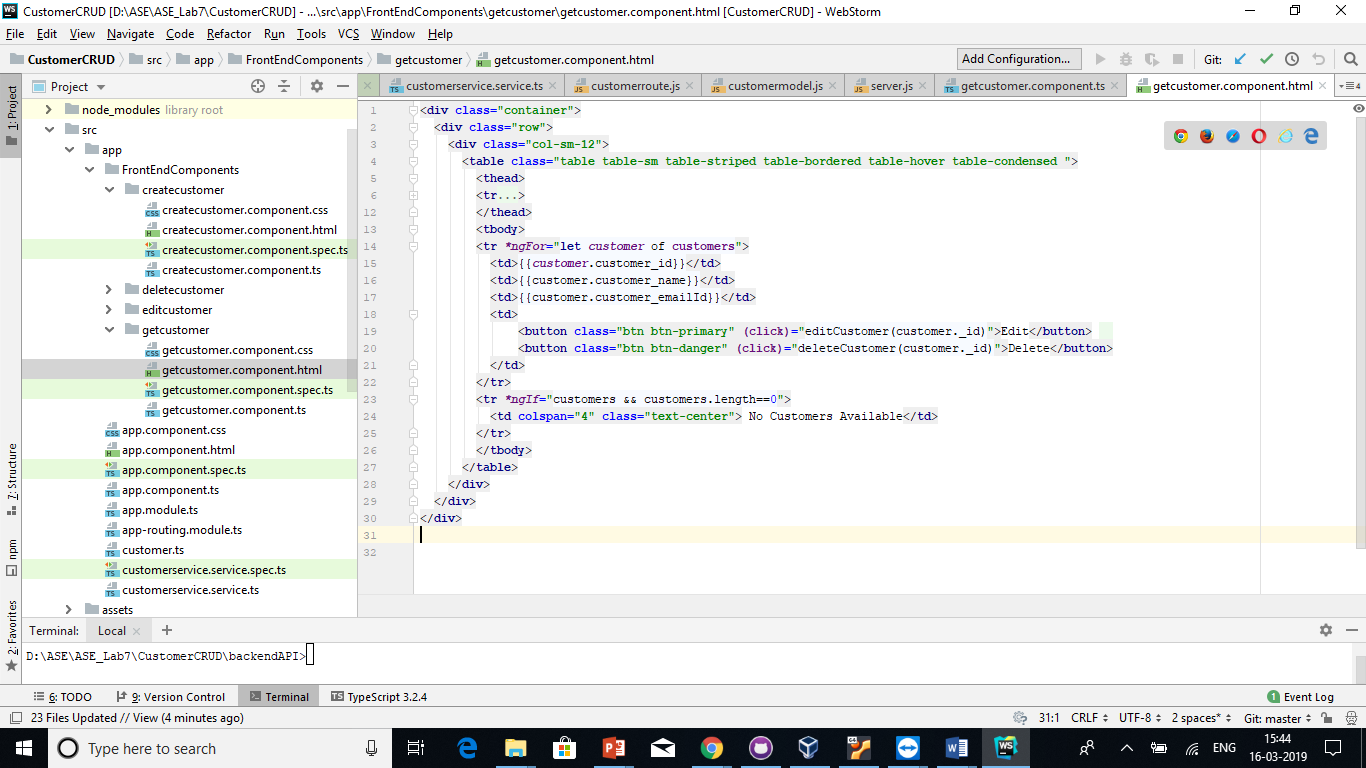 CustomerCRUD [D:\ASE\ASE_Lab7\CustomerCRUD] - ...\src\app\FrontEndComponents\getcustomer\getcustomer.component.html [CustomerCRUD] - WebStorm
File Edit View Navigate Code Refactor Run Tools VCS Window Help
CustomerCRUD src app FrontEndComponents getcustomer getcustomer.component.html Add Configuration... Git:
Project customerservice.service.ts customerroute.js customermodel.js server.js getcustomer.component.ts getcustomer.component.html 4
1: Project
7: Structure
npm
2: Favorites
node_modules library root
src
app
FrontEndComponents
createcustomer
createcustomer.component.css
createcustomer.component.html
createcustomer.component.spec.ts
createcustomer.component.ts
deletecustomer
editcustomer
getcustomer
getcustomer.component.css
getcustomer.component.html
getcustomer.component.spec.ts
getcustomer.component.ts
app.component.css
app.component.html
app.component.spec.ts
app.component.ts
app.module.ts
app-routing.module.ts
customer.ts
customerservice.service.spec.ts
customerservice.service.ts
assets
1 <div class="container">
2 <div class="row">
3 <div class="col-sm-12">
4 <table class="table table-sm table-striped table-bordered table-hover table-condensed ">
5 <thead>
6 <tr...>
12 </thead>
13 <tbody>
14 <tr *ngFor="let customer of customers">
15 <td>{{customer.customer_id}}</td>
16 <td>{{customer.customer_name}}</td>
17 <td>{{customer.customer_emailId}}</td>
18 <td>
19 <button class="btn btn-primary" (click)="editCustomer(customer._id)">Edit</button>
20 <button class="btn btn-danger" (click)="deleteCustomer(customer._id)">Delete</button>
21 </td>
22 </tr>
23 <tr *ngIf="customers && customers.length==0">
24 <td colspan="4" class="text-center"> No Customers Available</td>
25 </tr>
26 </tbody>
27 </table>
28 </div>
29 </div>
30 </div>
31
32
Terminal: Local
D:\ASE\ASE_Lab7\CustomerCRUD\backendAPI>
6: TODO 9: Version Control Terminal TypeScript 3.2.4 1 Event Log
23 Files Updated // View (4 minutes ago) 31:1 CRLF UTF-8 2 spaces* Git: master
Type here to search ENG 15:44
16-03-2019